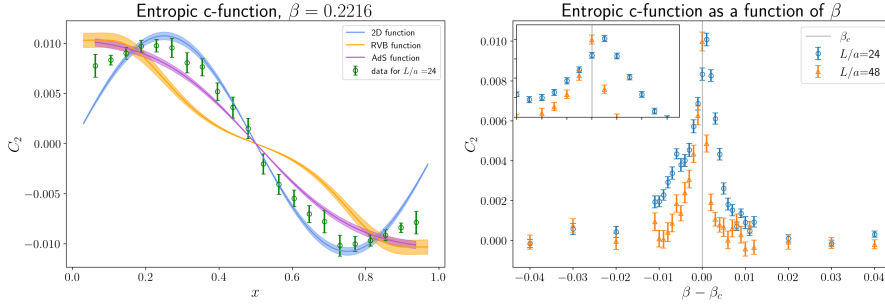 Entropic c-function, β = 0.2216
C₂
0.010
0.005
0.000
−0.005
−0.010
2D function
RVB function
AdS function
data for L/a =24
0.0 0.2 0.4 0.6 0.8 1.0
x
Entropic c-function as a function of β
C₂
0.010
0.008
0.006
0.004
0.002
0.000
β_c
L/a=24
L/a=48
−0.04 −0.03 −0.02 −0.01 0.00 0.01 0.02 0.03 0.04
β − β_c